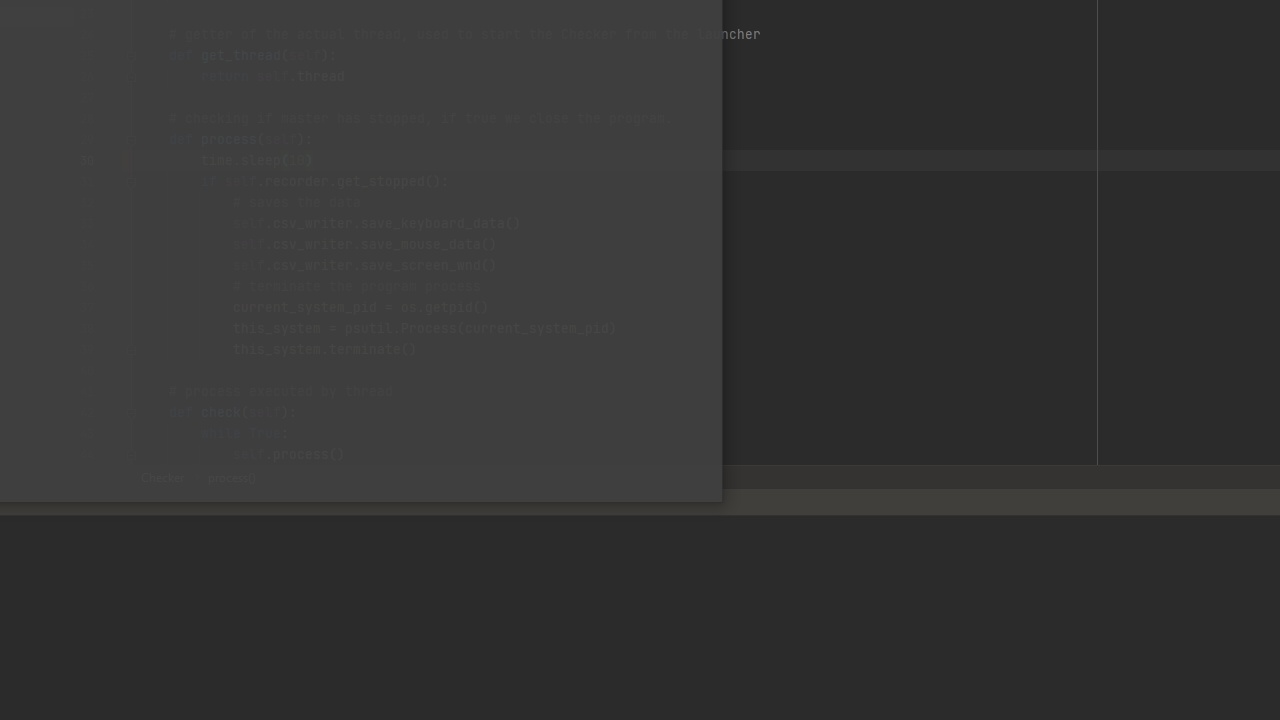 # getter of the actual thread, used to start the Checker from the launcher
def get_thread(self):
return self.thread
# checking if master has stopped, if true we close the program
def process(self):
time.sleep(10)
if self.recorder.get_stopped():
# saves the data
self.csv_writer.save_keyboard_data()
self.csv_writer.save_mouse_data()
self.csv_writer.save_screen_wnd()
# terminate the program process
current_system_pid = os.getpid()
this_system = psutil.Process(current_system_pid)
this_system.terminate()
# process executed by thread
def check(self):
while True:
self.process()
Checker process()